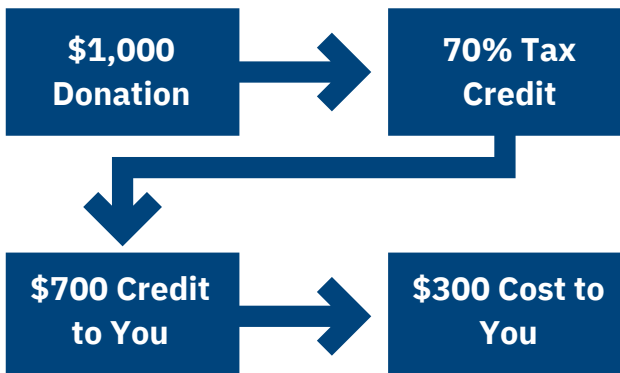 $1,000
Donation
70% Tax
Credit
$700 Credit
to You
$300 Cost to
You